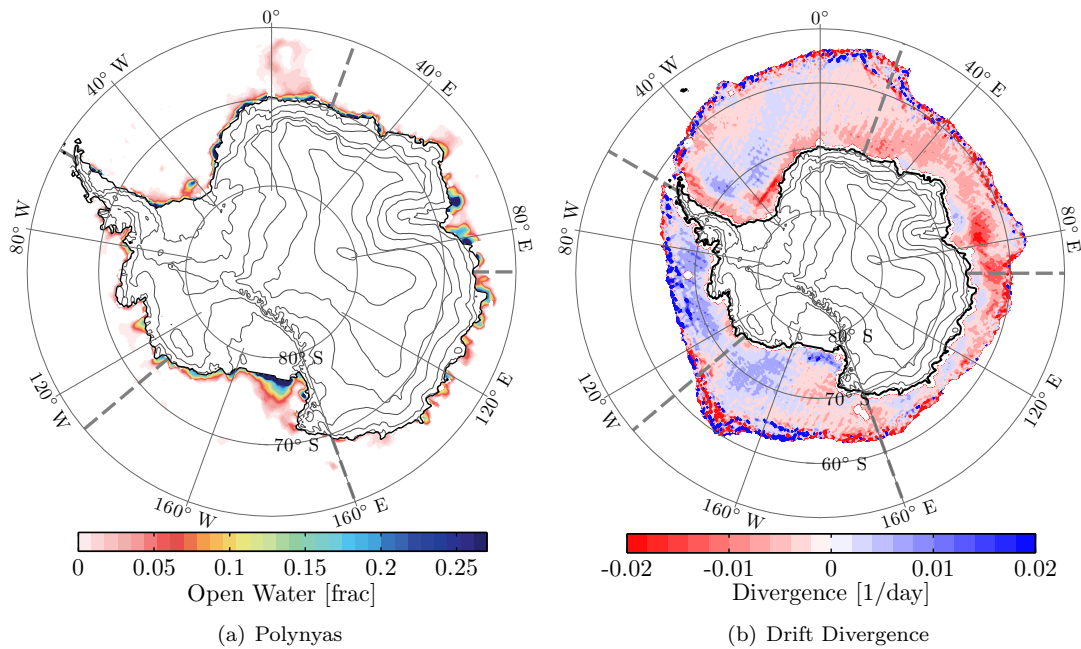 0°
40° E
80° E
120° E
160° E
160° W
120° W
80° W
40° W
80° S
70° S
0 0.05 0.1 0.15 0.2 0.25
Open Water [frac]
(a) Polynyas
0°
40° E
80° E
120° E
160° E
160° W
120° W
80° W
40° W
80° S
70°
60° S
-0.02 -0.01 0 0.01 0.02
Divergence [1/day]
(b) Drift Divergence